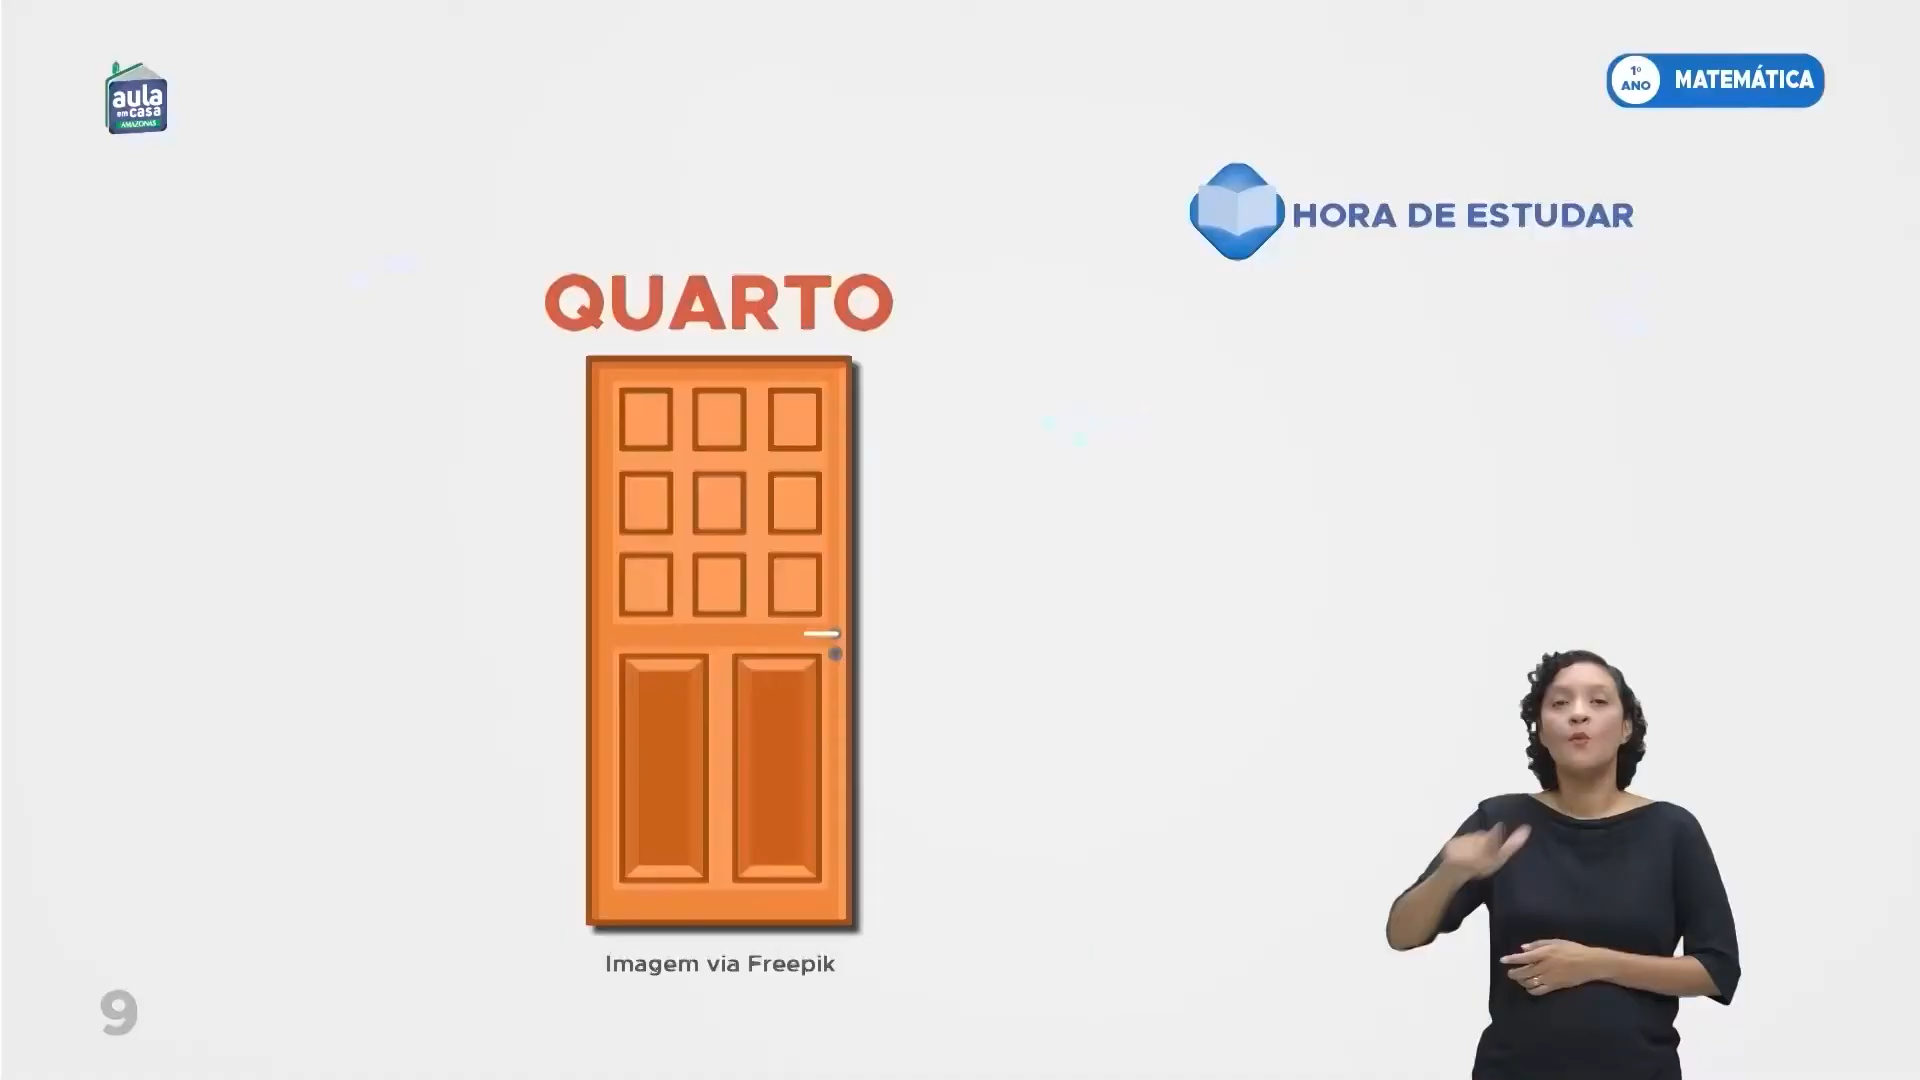 aula
em casa
AMAZONAS
1º
ANO
MATEMÁTICA
HORA DE ESTUDAR
QUARTO
Imagem via Freepik
9